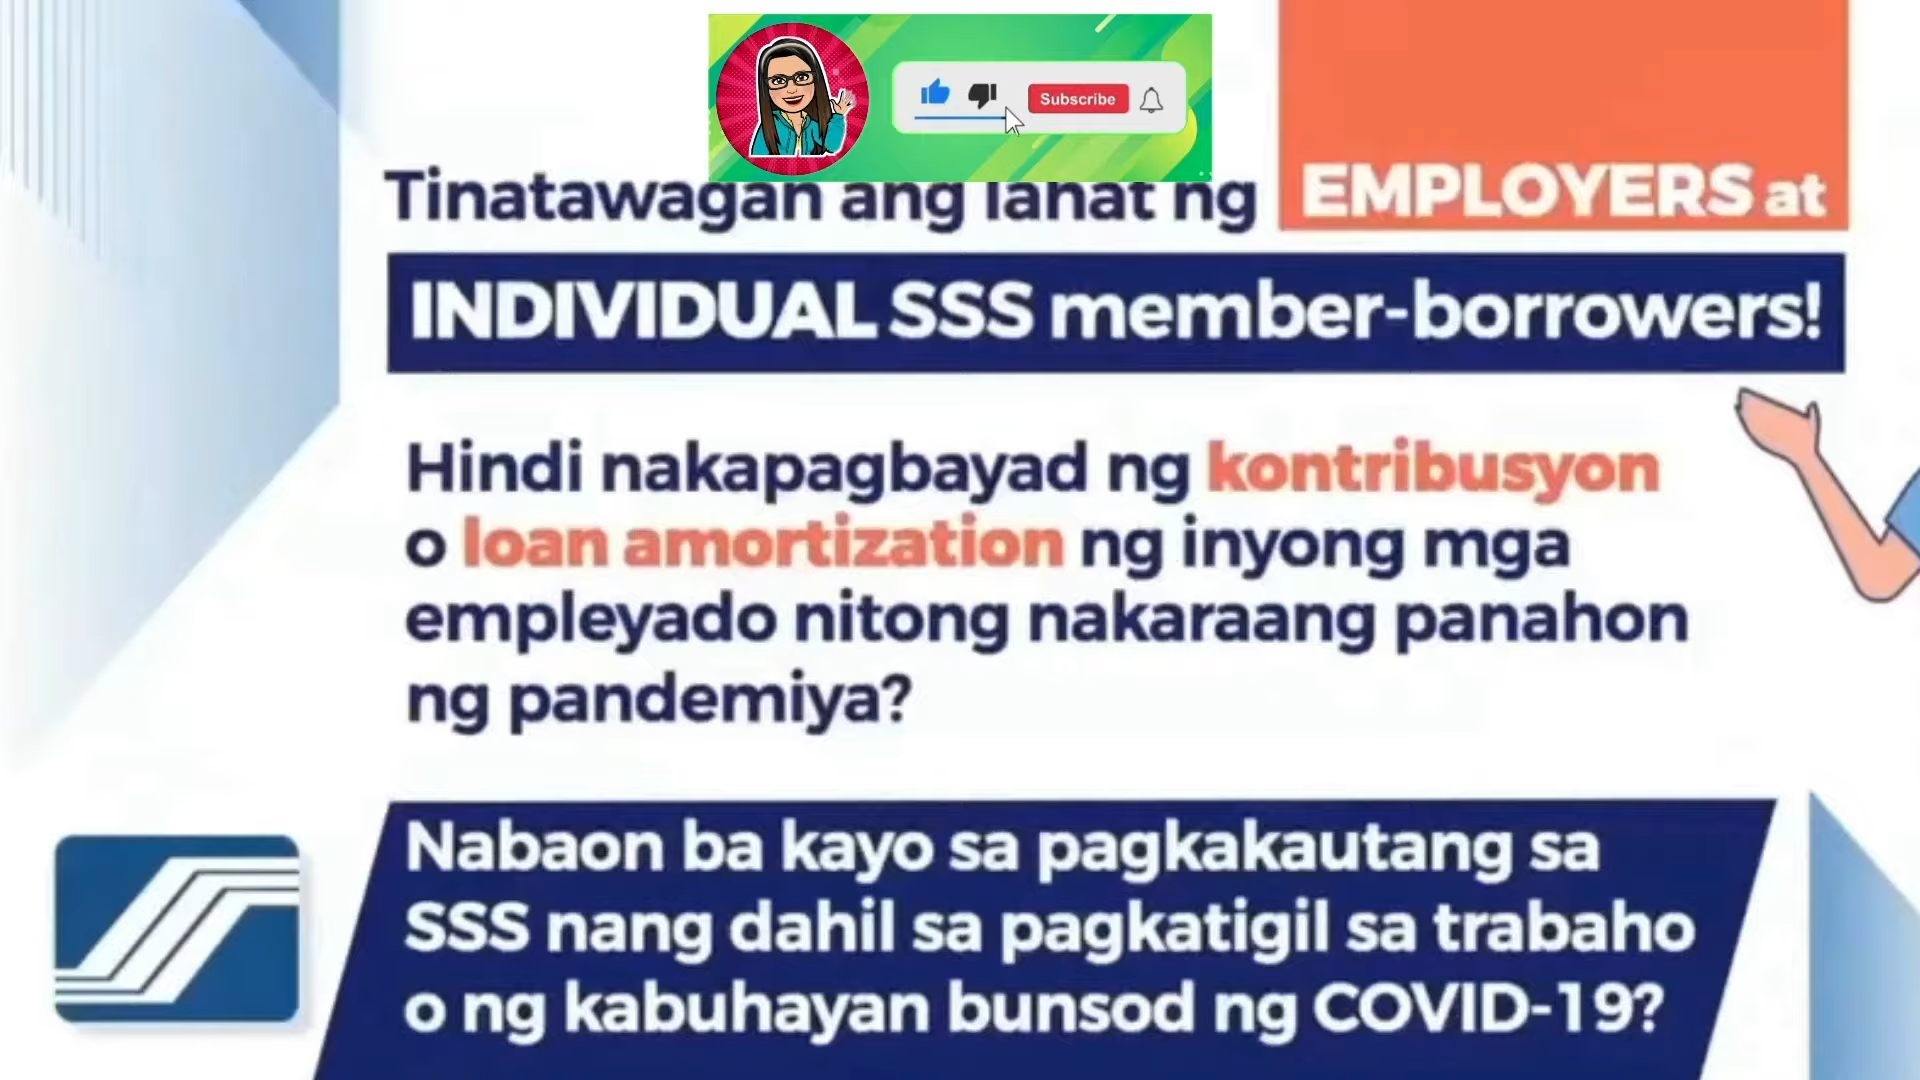 Subscribe
Tinatawagan ang lahat ng EMPLOYERS at
INDIVIDUAL SSS member-borrowers!
Hindi nakapagbayad ng kontribusyon
o loan amortization ng inyong mga
empleyado nitong nakaraang panahon
ng pandemiya?
Nabaon ba kayo sa pagkakautang sa
SSS nang dahil sa pagkatigil sa trabaho
o ng kabuhayan bunsod ng COVID-19?